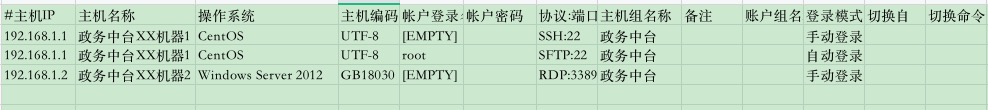 #主机IP 主机名称 操作系统 主机编码 帐户登录 帐户密码 协议:端口 主机组名称 备注 账户组名 登录模式 切换自 切换命令
192.168.1.1 政务中台XX机器1 CentOS UTF-8 [EMPTY] SSH:22 政务中台 手动登录
192.168.1.1 政务中台XX机器1 CentOS UTF-8 root SFTP:22 政务中台 自动登录
192.168.1.2 政务中台XX机器2 Windows Server 2012 GB18030 [EMPTY] RDP:3389 政务中台 手动登录